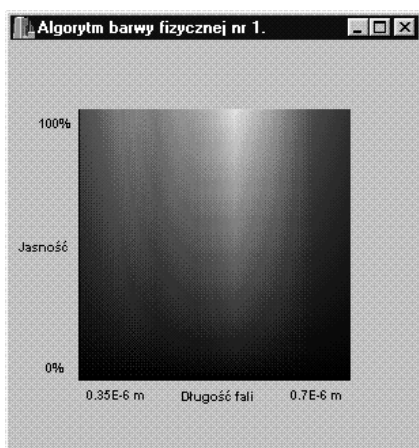 Algorytm barwy fizycznej nr 1.
100%
Jasność
0%
0.35E-6 m Długość fali 0.7E-6 m